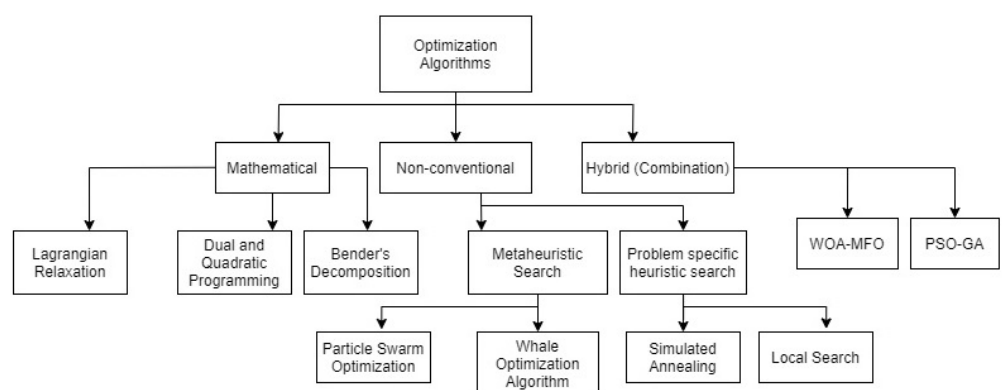 Optimization
Algorithms
Mathematical
Non-conventional
Hybrid (Combination)
Lagrangian
Relaxation
Dual and
Quadratic
Programming
Bender's
Decomposition
Metaheuristic
Search
Problem specific
heuristic search
WOA-MFO
PSO-GA
Particle Swarm
Optimization
Whale
Optimization
Algorithm
Simulated
Annealing
Local Search